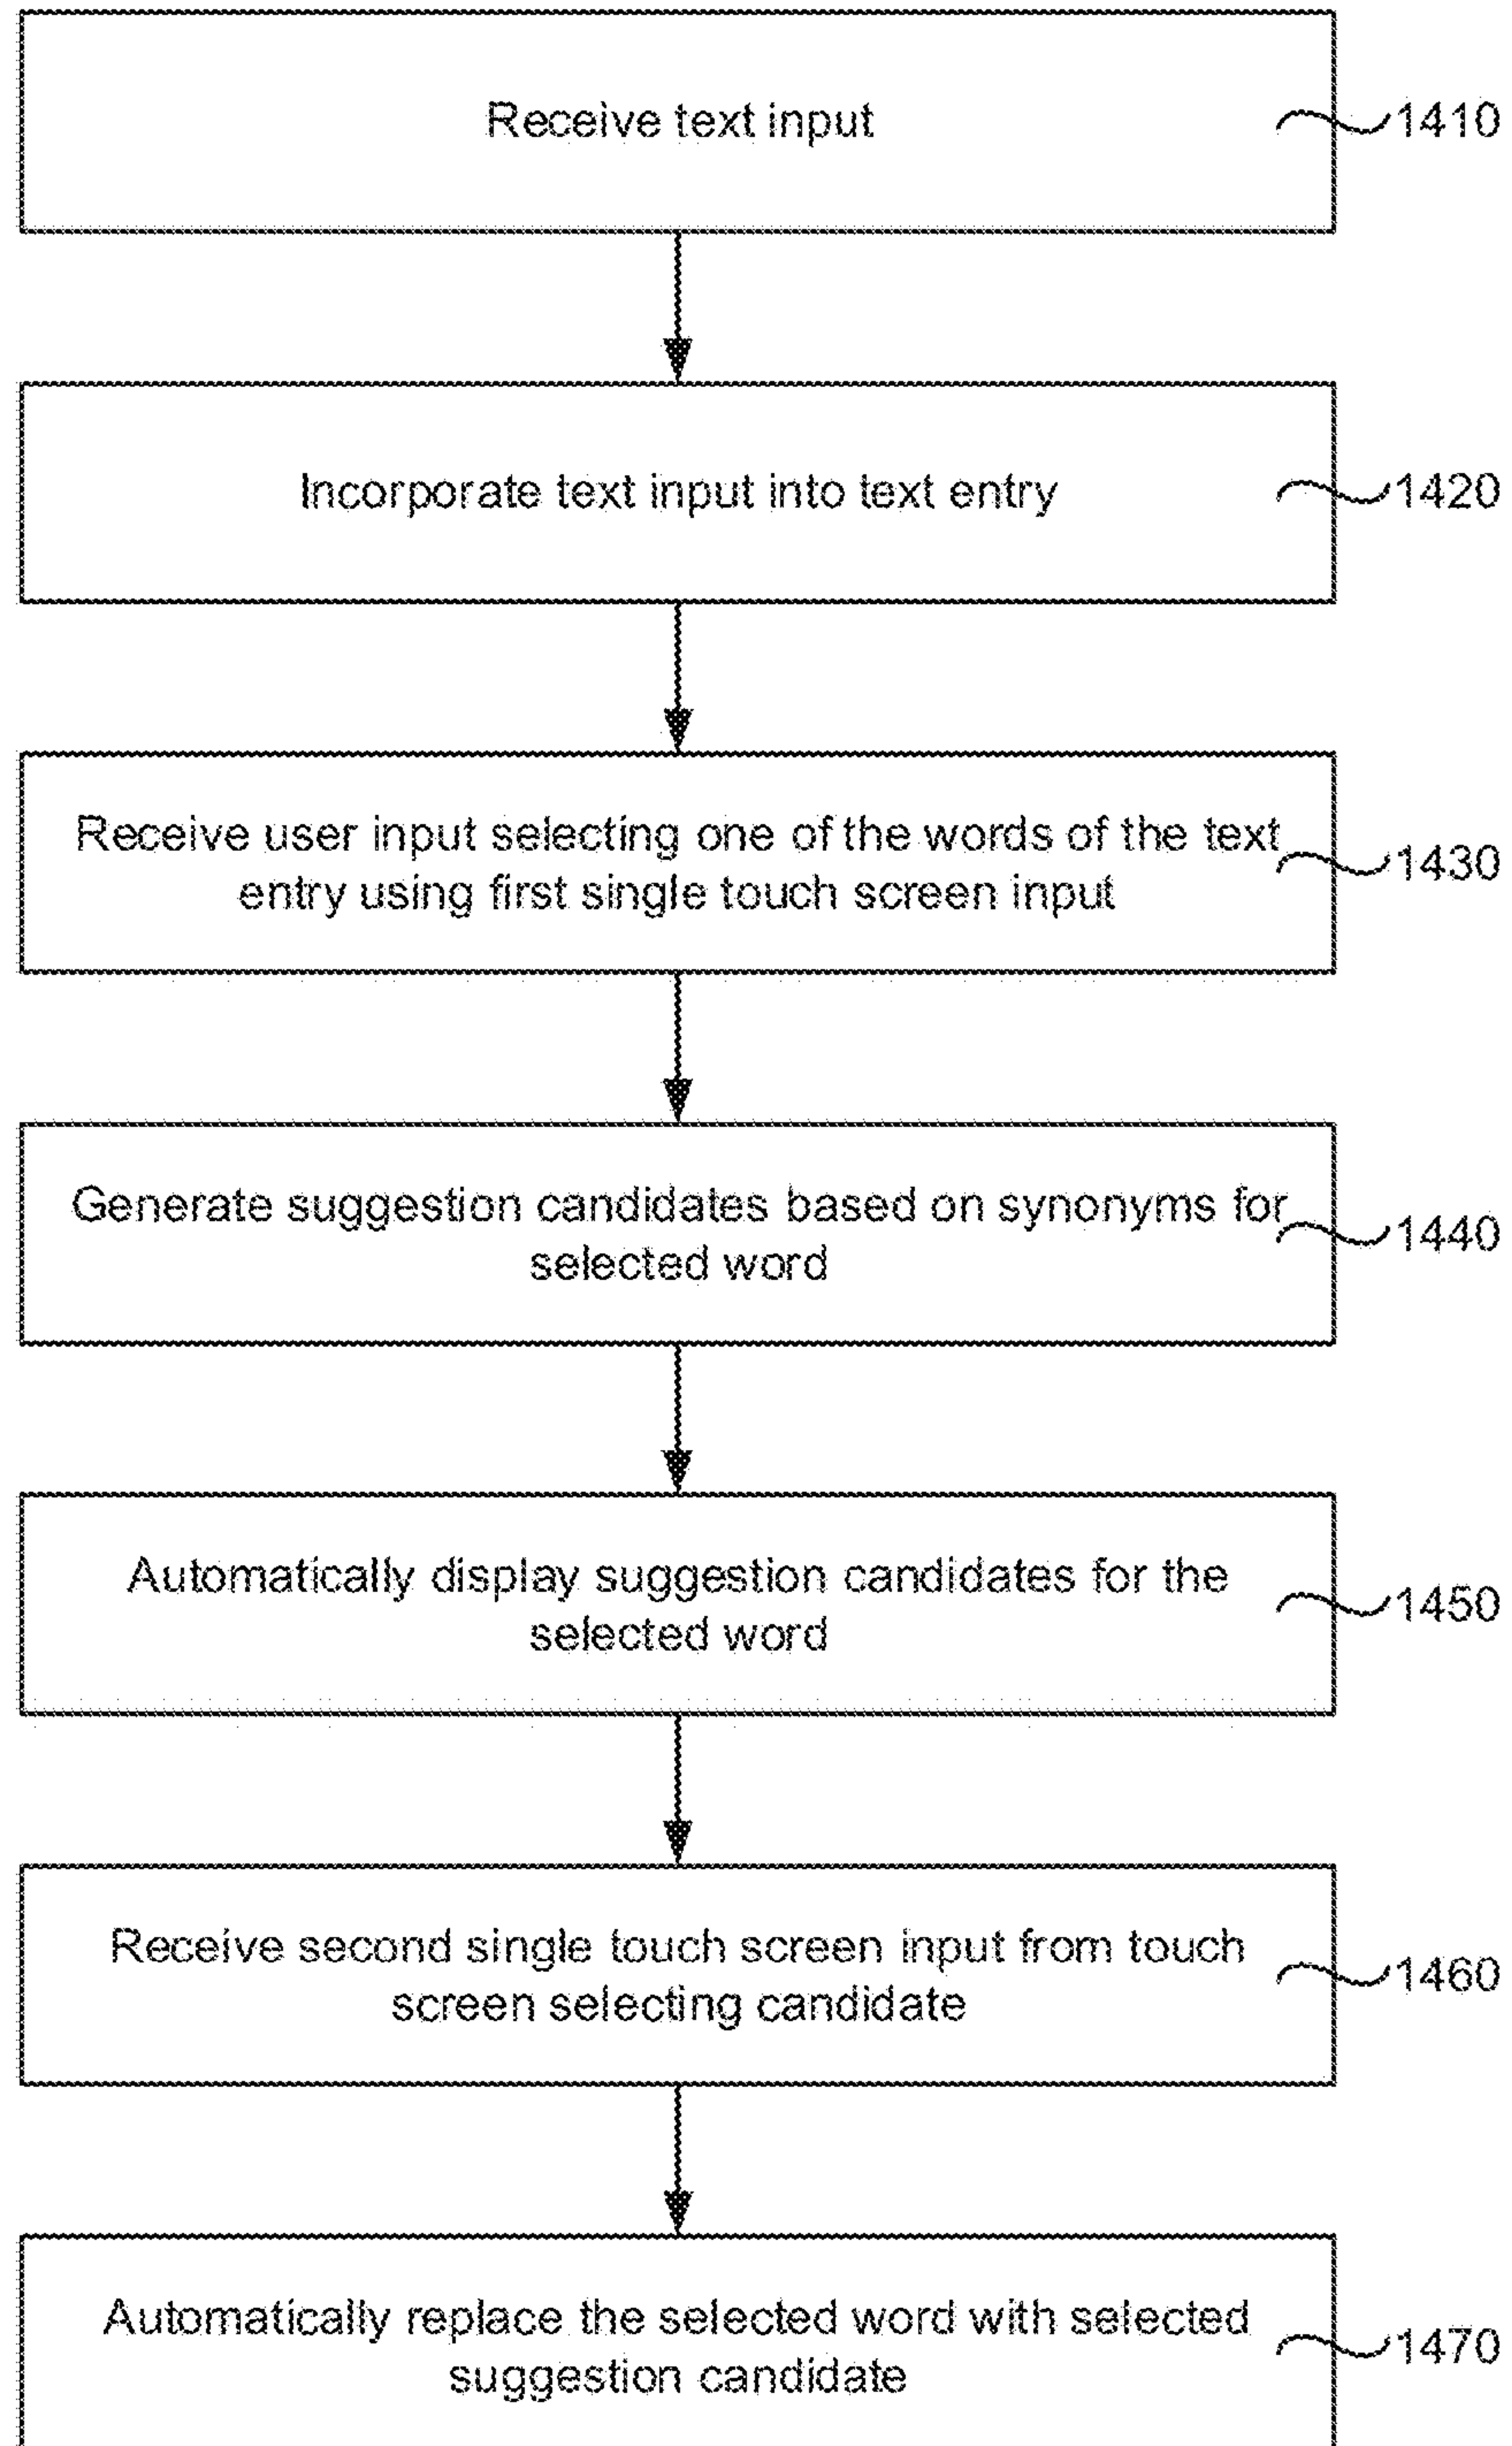 Receive text input
1410
Incorporate text input into text entry
1420
Receive user input selecting one of the words of the text
entry using first single touch screen input
1430
Generate suggestion candidates based on synonyms for
selected word
1440
Automatically display suggestion candidates for the
selected word
1450
Receive second single touch screen input from touch
screen selecting candidate
1460
Automatically replace the selected word with selected
suggestion candidate
1470